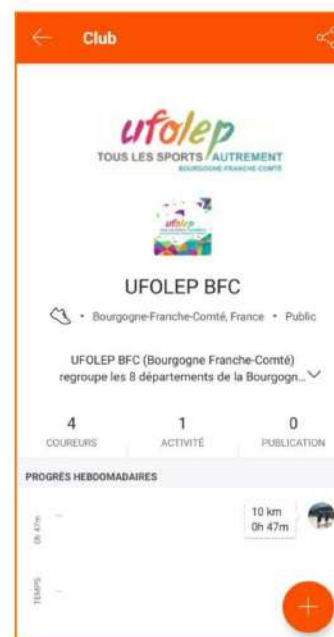 Club
ufolep
TOUS LES SPORTS AUTREMENT
BOURGOGNE-FRANCHE-COMTÉ
ufolep
UFOLEP BFC
• Bourgogne-Franche-Comté, France • Public
UFOLEP BFC (Bourgogne Franche-Comté)
regroupe les 8 départements de la Bourgogn...
4 1 0
COUREURS ACTIVITÉ PUBLICATION
PROGRÈS HEBDOMADAIRES
0h 47m
10 km
0h 47m
TEMPS